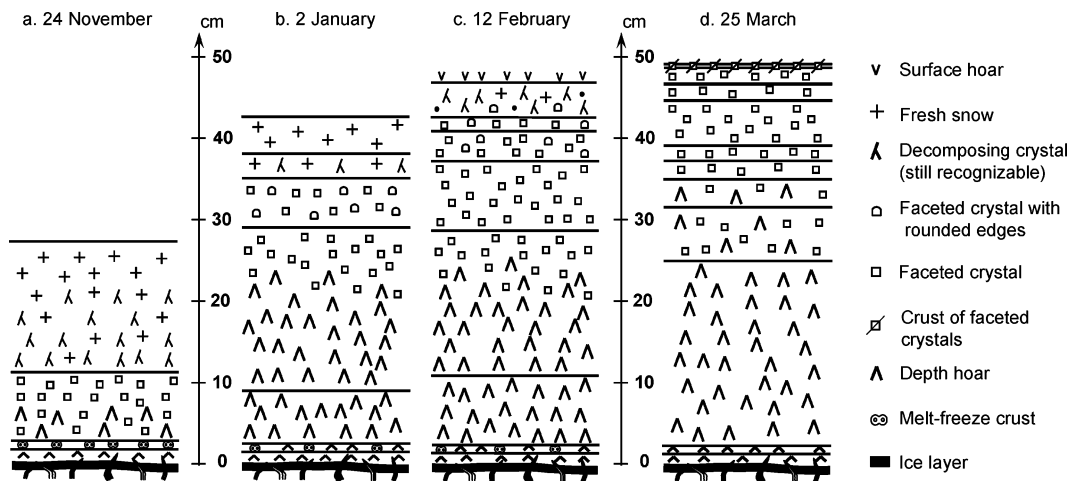 a. 24 November
cm
b. 2 January
c. 12 February
cm
d. 25 March
50
40
30
20
10
0
50
40
30
20
10
0
Surface hoar
Fresh snow
Decomposing crystal
(still recognizable)
Faceted crystal with
rounded edges
Faceted crystal
Crust of faceted
crystals
Depth hoar
Melt-freeze crust
Ice layer